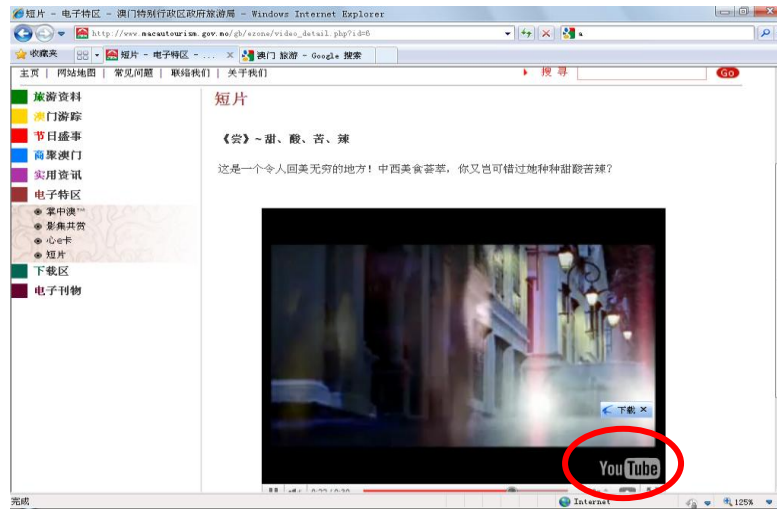 短片 - 电子特区 - 澳门特别行政区政府旅游局 - Windows Internet Explorer
http://www.macautourism.gov.mo/gb/ezone/video_detail.php?id=8
a
收藏夹 短片 - 电子特区 - ... 澳门 旅游 - Google 搜索
主页 | 网站地图 | 常见问题 | 联络我们 | 关于我们
搜寻 GO
旅游资料
澳门游踪
节日盛事
商聚澳门
实用资讯
电子特区
掌中澳™
影集共赏
心e卡
短片
下载区
电子刊物
短片
《尝》~甜、酸、苦、辣
这是一个令人回美无穷的地方！中西美食荟萃，你又岂可错过她种种甜酸苦辣？
下载 ×
YouTube
0:22 / 0:30
完成 Internet 125%